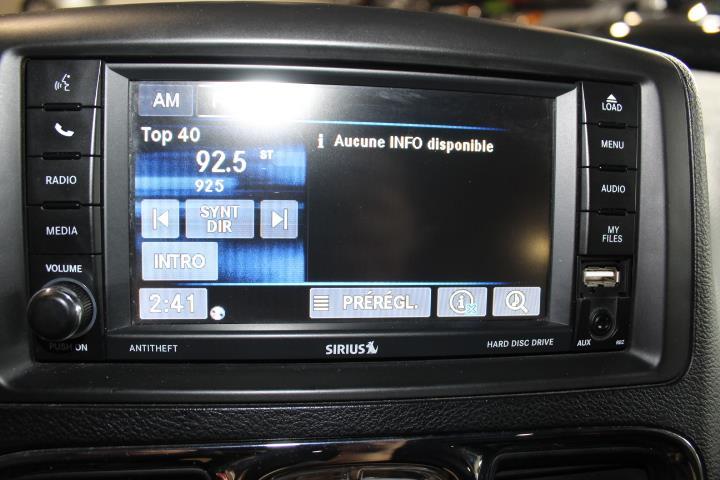 AM
Top 40
92.5 ST
925
i Aucune INFO disponible
SYNT
DIR
INTRO
2:41
PRÉRÉGL.
RADIO
MEDIA
VOLUME
PUSH ON
LOAD
MENU
AUDIO
MY
FILES
AUX
ANTITHEFT
SIRIUS
HARD DISC DRIVE